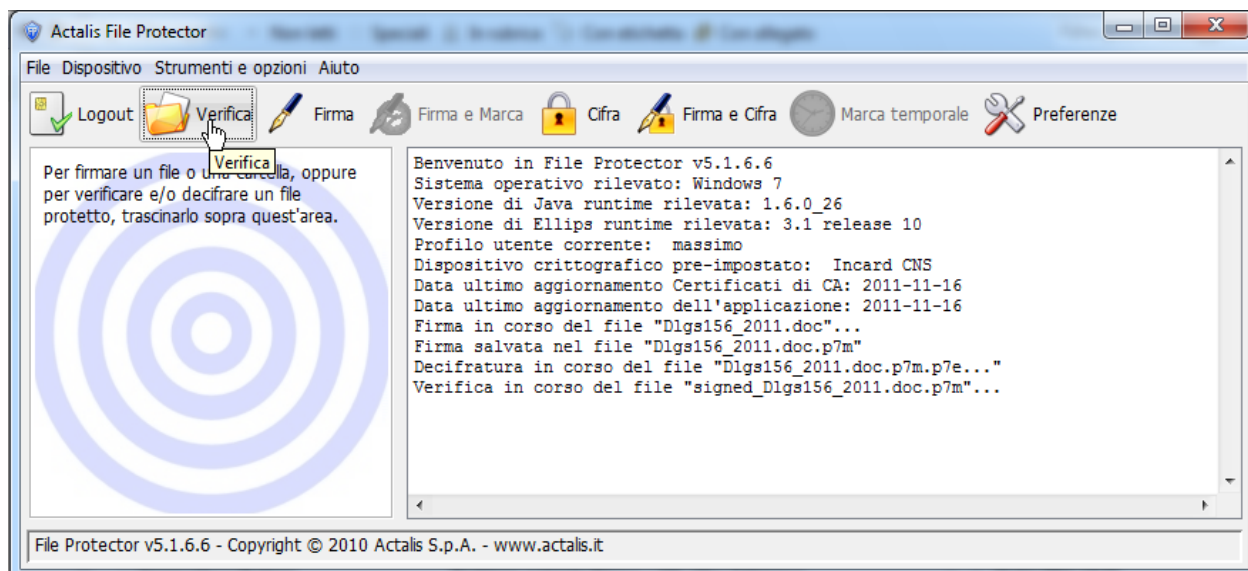 Actalis File Protector
File Dispositivo Strumenti e opzioni Aiuto
Logout Verifica Firma Firma e Marca Cifra Firma e Cifra Marca temporale Preferenze
Verifica
Per firmare un file o una cartella, oppure
per verificare e/o decifrare un file
protetto, trascinarlo sopra quest'area.
Benvenuto in File Protector v5.1.6.6
Sistema operativo rilevato: Windows 7
Versione di Java runtime rilevata: 1.6.0_26
Versione di Ellips runtime rilevata: 3.1 release 10
Profilo utente corrente: massimo
Dispositivo crittografico pre-impostato: Incard CNS
Data ultimo aggiornamento Certificati di CA: 2011-11-16
Data ultimo aggiornamento dell'applicazione: 2011-11-16
Firma in corso del file "Dlgs156_2011.doc"...
Firma salvata nel file "Dlgs156_2011.doc.p7m"
Decifratura in corso del file "Dlgs156_2011.doc.p7m.p7e..."
Verifica in corso del file "signed_Dlgs156_2011.doc.p7m"...
File Protector v5.1.6.6 - Copyright © 2010 Actalis S.p.A. - www.actalis.it